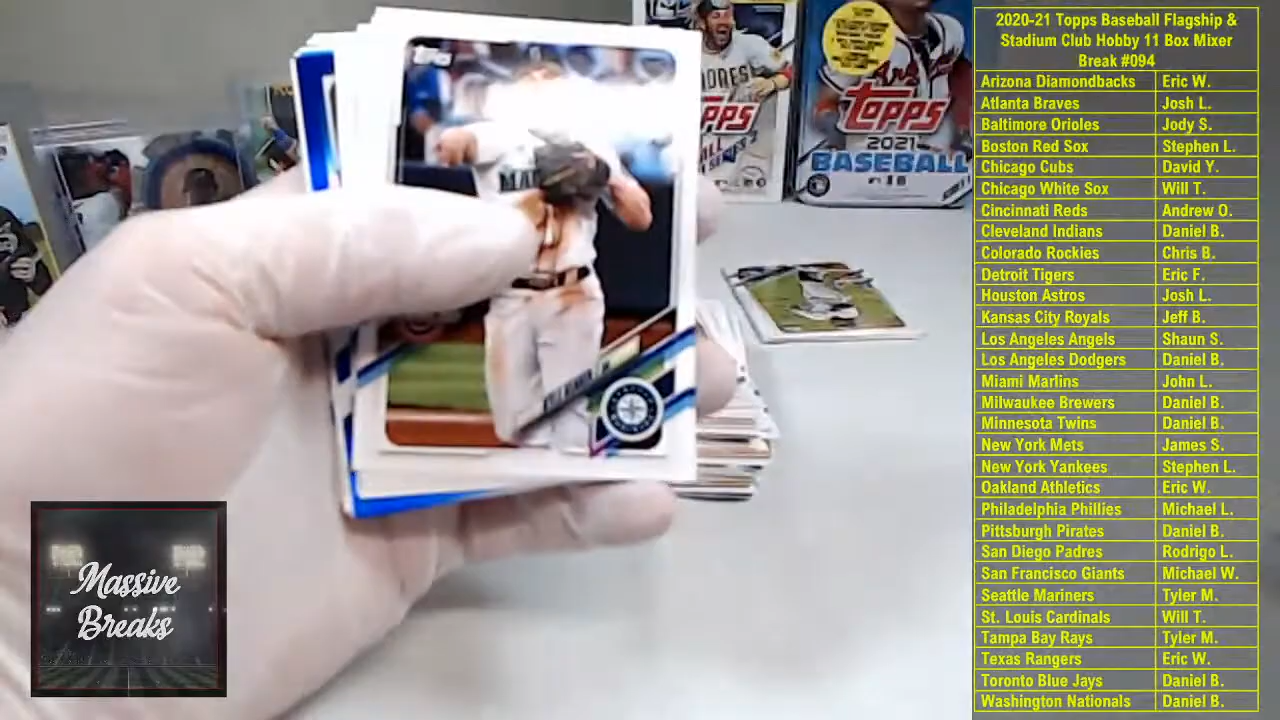 TOPPS
MAR
ONES
TOPPS
TOPPS
2021
BASEBALL
Massive
Breaks
2020-21 Topps Baseball Flagship &
Stadium Club Hobby 11 Box Mixer
Break #094
Arizona Diamondbacks Eric W.
Atlanta Braves Josh L.
Baltimore Orioles Jody S.
Boston Red Sox Stephen L.
Chicago Cubs David Y.
Chicago White Sox Will T.
Cincinnati Reds Andrew O.
Cleveland Indians Daniel B.
Colorado Rockies Chris B.
Detroit Tigers Eric F.
Houston Astros Josh L.
Kansas City Royals Jeff B.
Los Angeles Angels Shaun S.
Los Angeles Dodgers Daniel B.
Miami Marlins John L.
Milwaukee Brewers Daniel B.
Minnesota Twins Daniel B.
New York Mets James S.
New York Yankees Stephen L.
Oakland Athletics Eric W.
Philadelphia Phillies Michael L.
Pittsburgh Pirates Daniel B.
San Diego Padres Rodrigo L.
San Francisco Giants Michael W.
Seattle Mariners Tyler M.
St. Louis Cardinals Will T.
Tampa Bay Rays Tyler M.
Texas Rangers Eric W.
Toronto Blue Jays Daniel B.
Washington Nationals Daniel B.